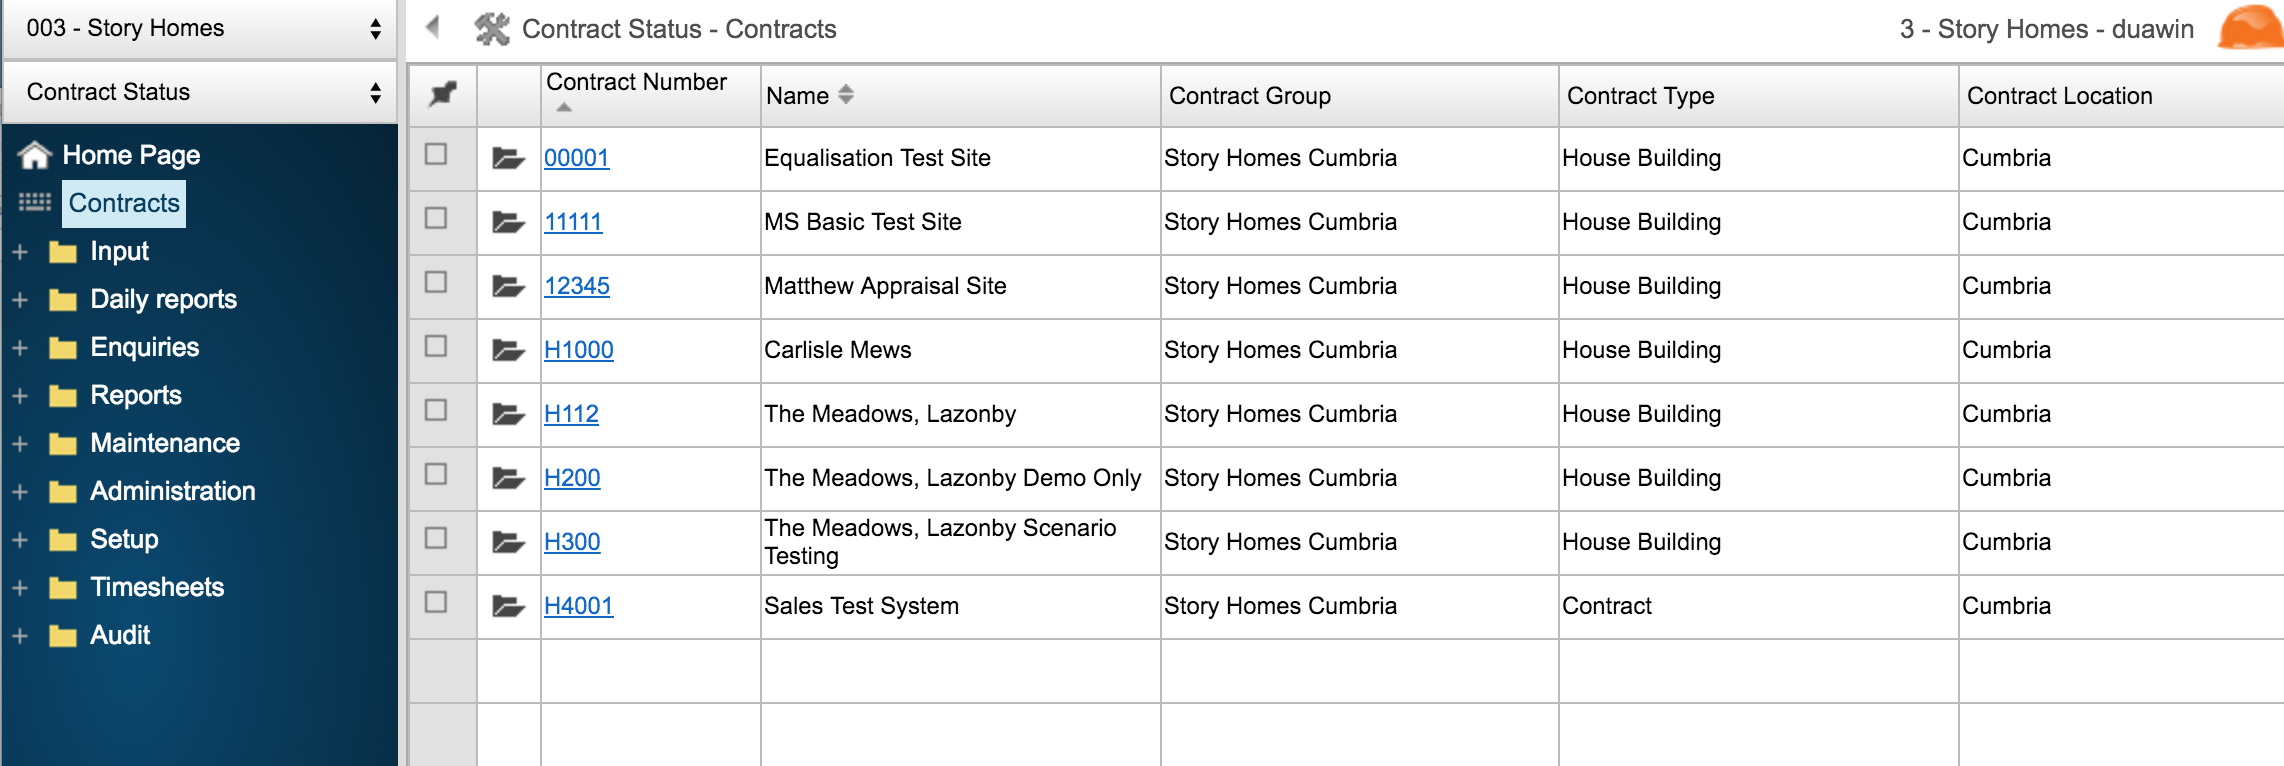 003 - Story Homes
Contract Status
Home Page
Contracts
+ Input
+ Daily reports
+ Enquiries
+ Reports
+ Maintenance
+ Administration
+ Setup
+ Timesheets
+ Audit
Contract Status - Contracts
3 - Story Homes - duawin
Contract Number Name Contract Group Contract Type Contract Location
00001 Equalisation Test Site Story Homes Cumbria House Building Cumbria
11111 MS Basic Test Site Story Homes Cumbria House Building Cumbria
12345 Matthew Appraisal Site Story Homes Cumbria House Building Cumbria
H1000 Carlisle Mews Story Homes Cumbria House Building Cumbria
H112 The Meadows, Lazonby Story Homes Cumbria House Building Cumbria
H200 The Meadows, Lazonby Demo Only Story Homes Cumbria House Building Cumbria
H300 The Meadows, Lazonby Scenario
Testing Story Homes Cumbria House Building Cumbria
H4001 Sales Test System Story Homes Cumbria Contract Cumbria